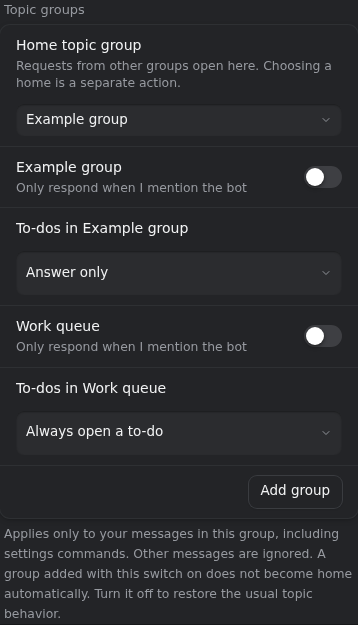 Topic groups
Home topic group
Requests from other groups open here. Choosing a
home is a separate action.
Example group
Example group
Only respond when I mention the bot
To-dos in Example group
Answer only
Work queue
Only respond when I mention the bot
To-dos in Work queue
Always open a to-do
Add group
Applies only to your messages in this group, including
settings commands. Other messages are ignored. A
group added with this switch on does not become home
automatically. Turn it off to restore the usual topic
behavior.